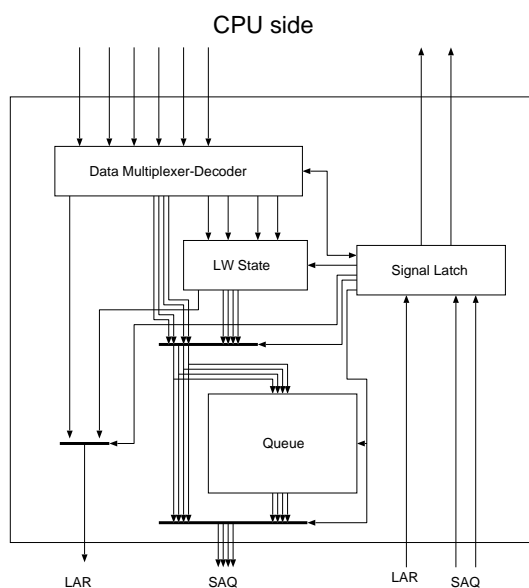 CPU side
Data Multiplexer-Decoder
LW State
Signal Latch
Queue
LAR
SAQ
LAR
SAQ